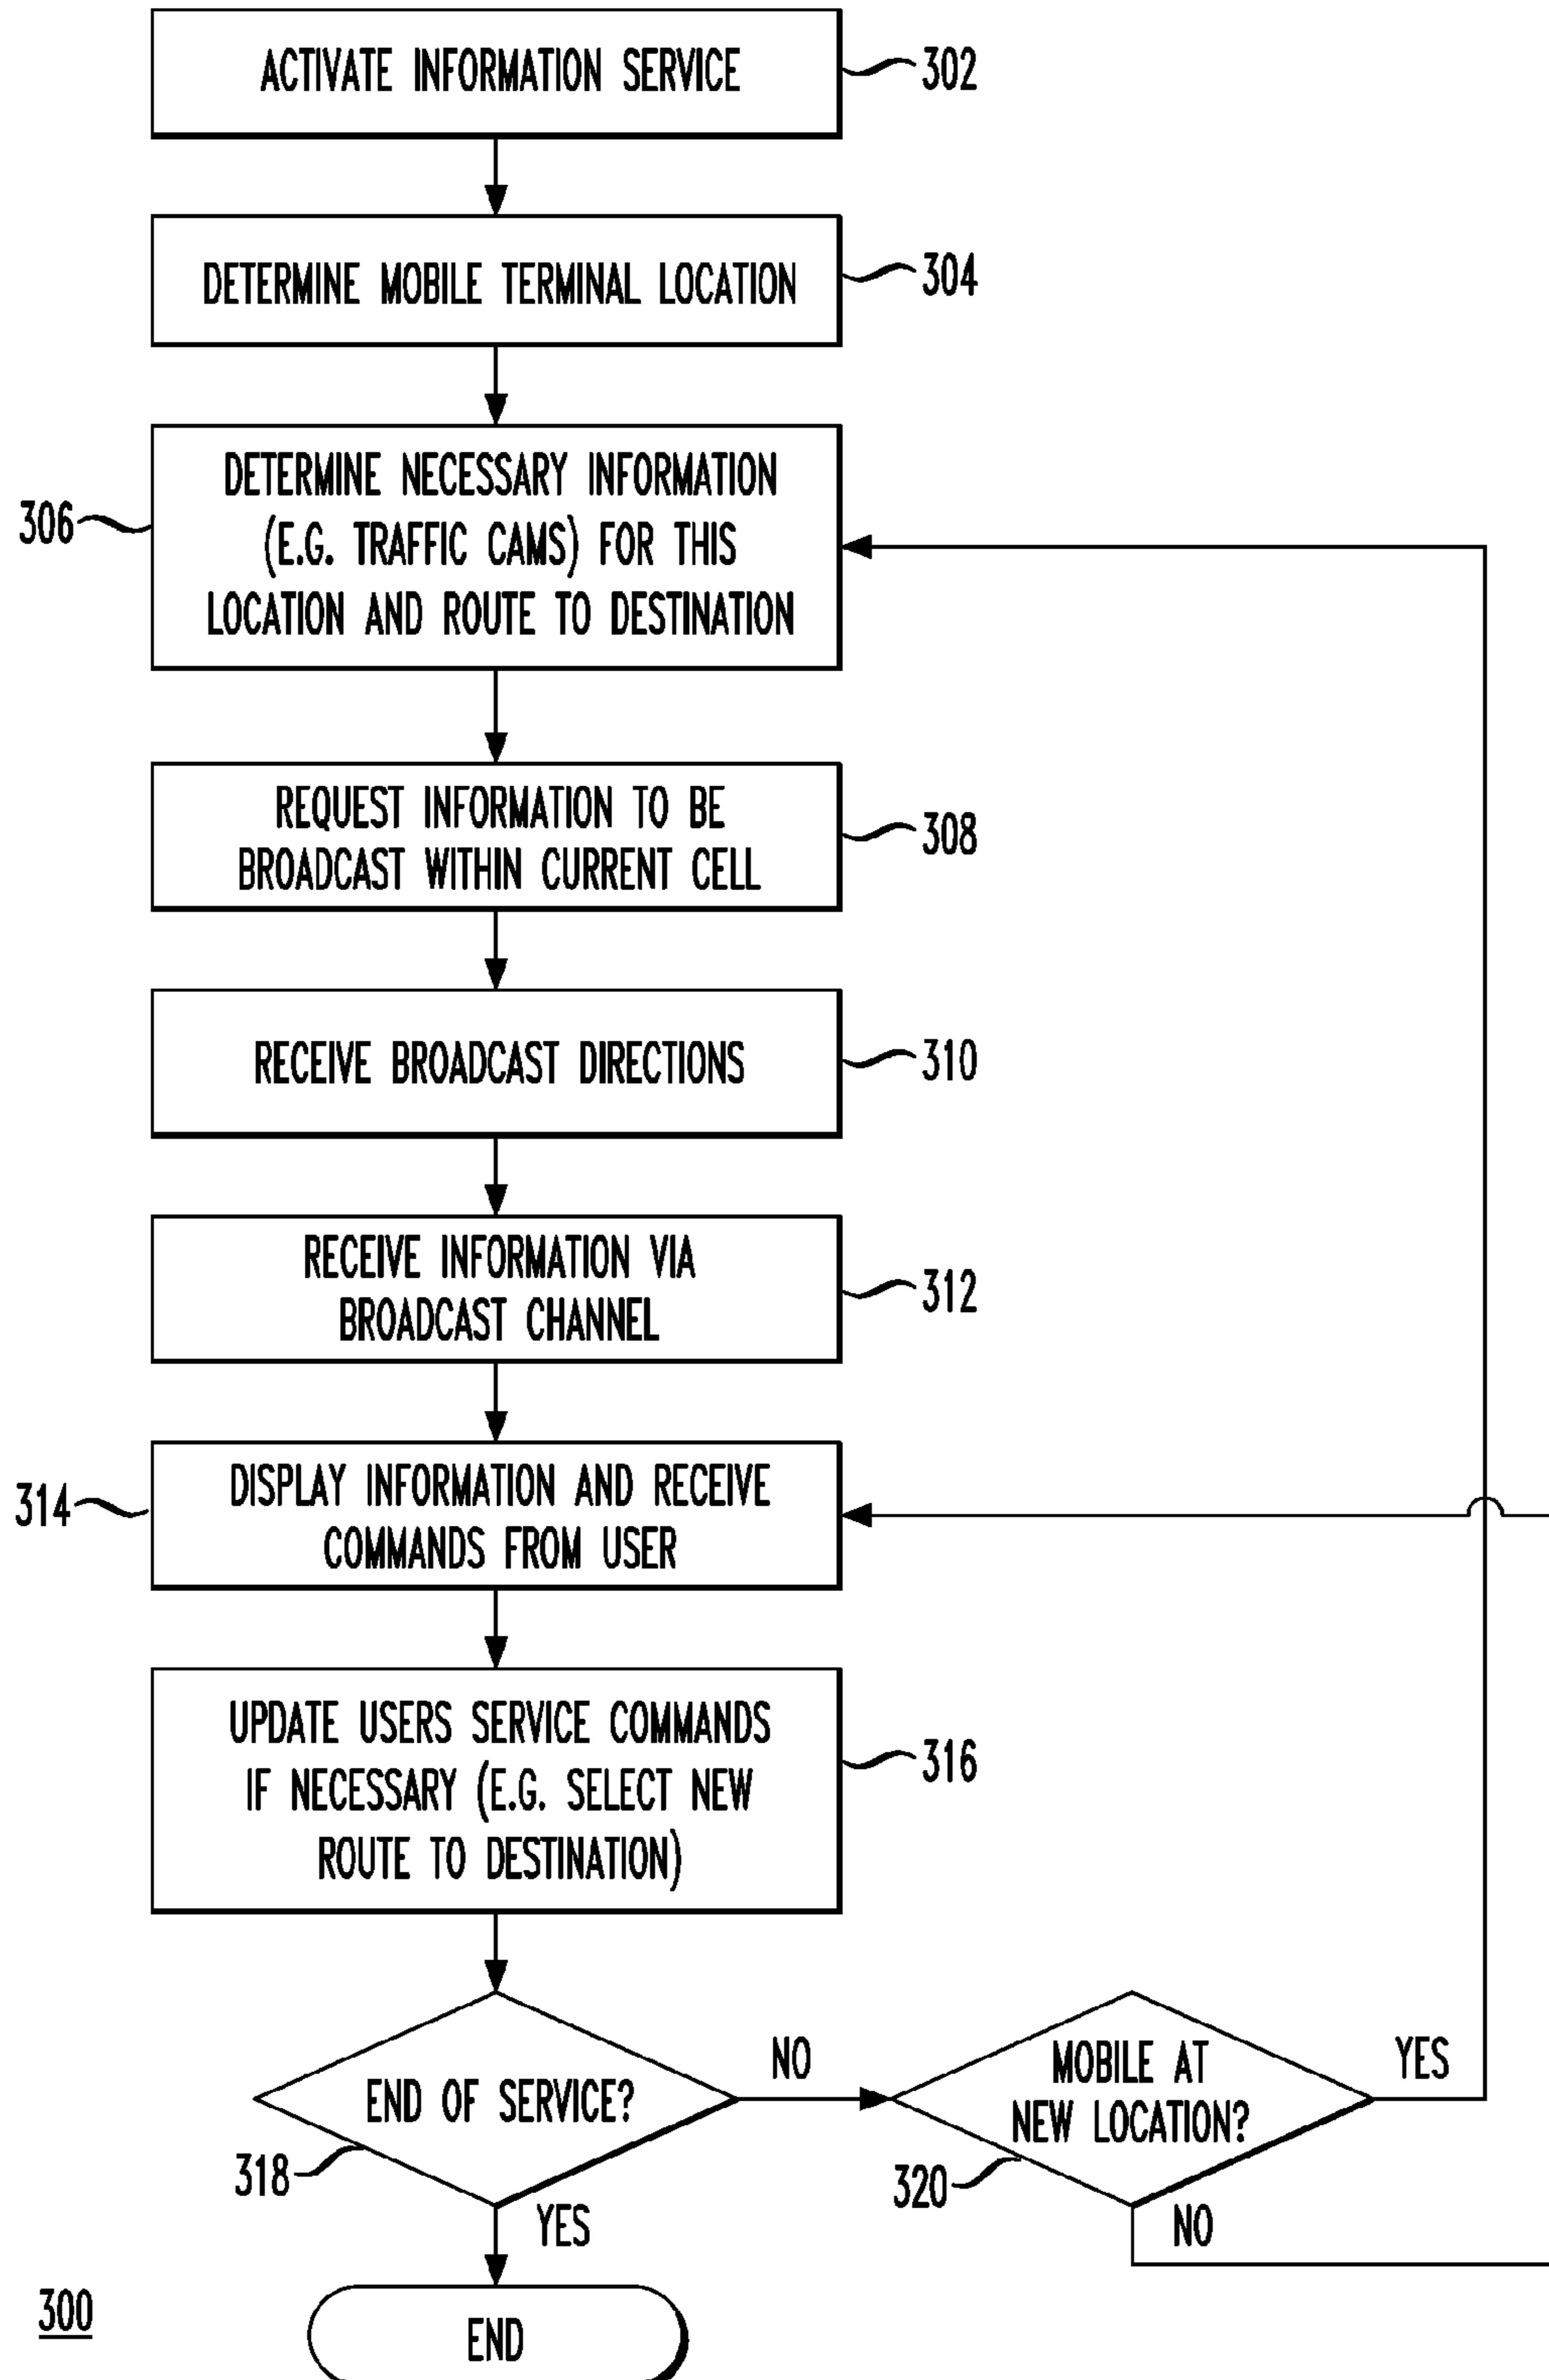 ACTIVATE INFORMATION SERVICE
302
DETERMINE MOBILE TERMINAL LOCATION
304
DETERMINE NECESSARY INFORMATION
(E.G. TRAFFIC CAMS) FOR THIS
LOCATION AND ROUTE TO DESTINATION
306
REQUEST INFORMATION TO BE
BROADCAST WITHIN CURRENT CELL
308
RECEIVE BROADCAST DIRECTIONS
310
RECEIVE INFORMATION VIA
BROADCAST CHANNEL
312
DISPLAY INFORMATION AND RECEIVE
COMMANDS FROM USER
314
UPDATE USERS SERVICE COMMANDS
IF NECESSARY (E.G. SELECT NEW
ROUTE TO DESTINATION)
316
END OF SERVICE?
318
NO
MOBILE AT
NEW LOCATION?
320
YES
NO
YES
END
300